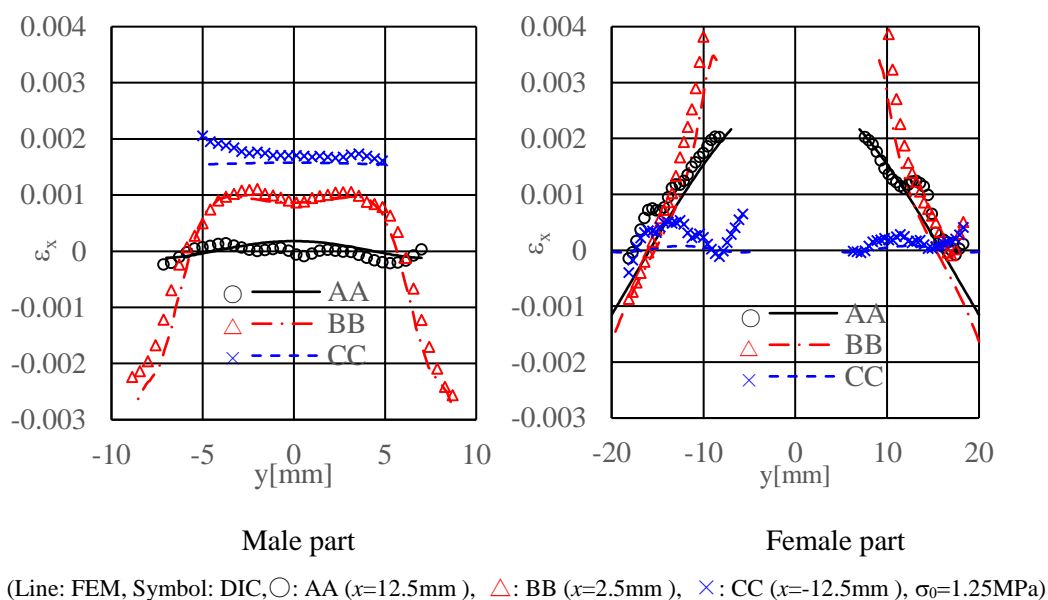 0.004
0.003
0.002
0.001
0
-0.001
-0.002
-0.003
εx
-10
-5
0
5
10
y[mm]
AA
BB
CC
Male part
0.004
0.003
0.002
0.001
0
-0.001
-0.002
-0.003
εx
-20
-10
0
10
20
y[mm]
AA
BB
CC
Female part
(Line: FEM, Symbol: DIC,○: AA (x=12.5mm ), △: BB (x=2.5mm ), ×: CC (x=-12.5mm ), σ0=1.25MPa)